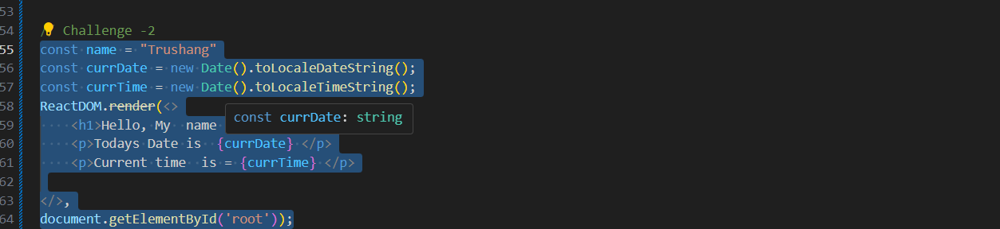 53
54 / Challenge -2
55 const name = "Trushang"
56 const currDate = new Date().toLocaleDateString();
57 const currTime = new Date().toLocaleTimeString();
58 ReactDOM.render(<>
const currDate: string
59 <h1>Hello, My  name
60 <p>Todays Date is  {currDate} </p>
61 <p>Current time  is = {currTime} </p>
62
63 </>,
64 document.getElementById('root'));